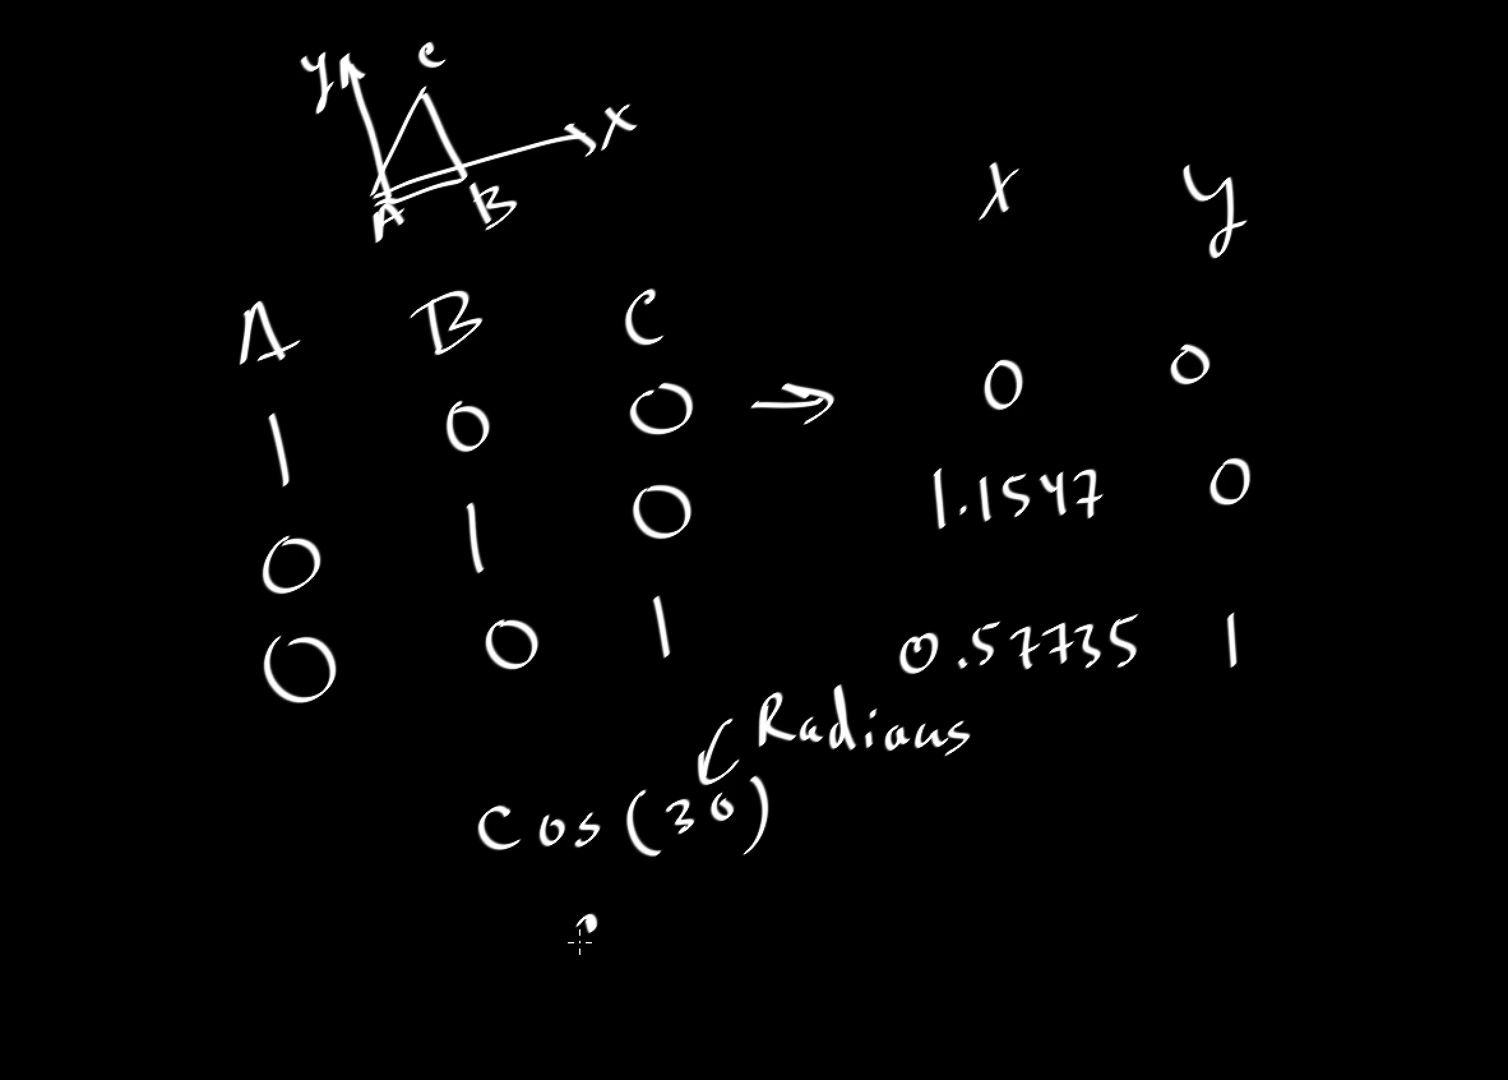 y C
X
A B
X y
A B C
1 0 0 → 0 0
0 1 0 1.1547 0
0 0 1 0.57735 1
Radians
Cos(30)